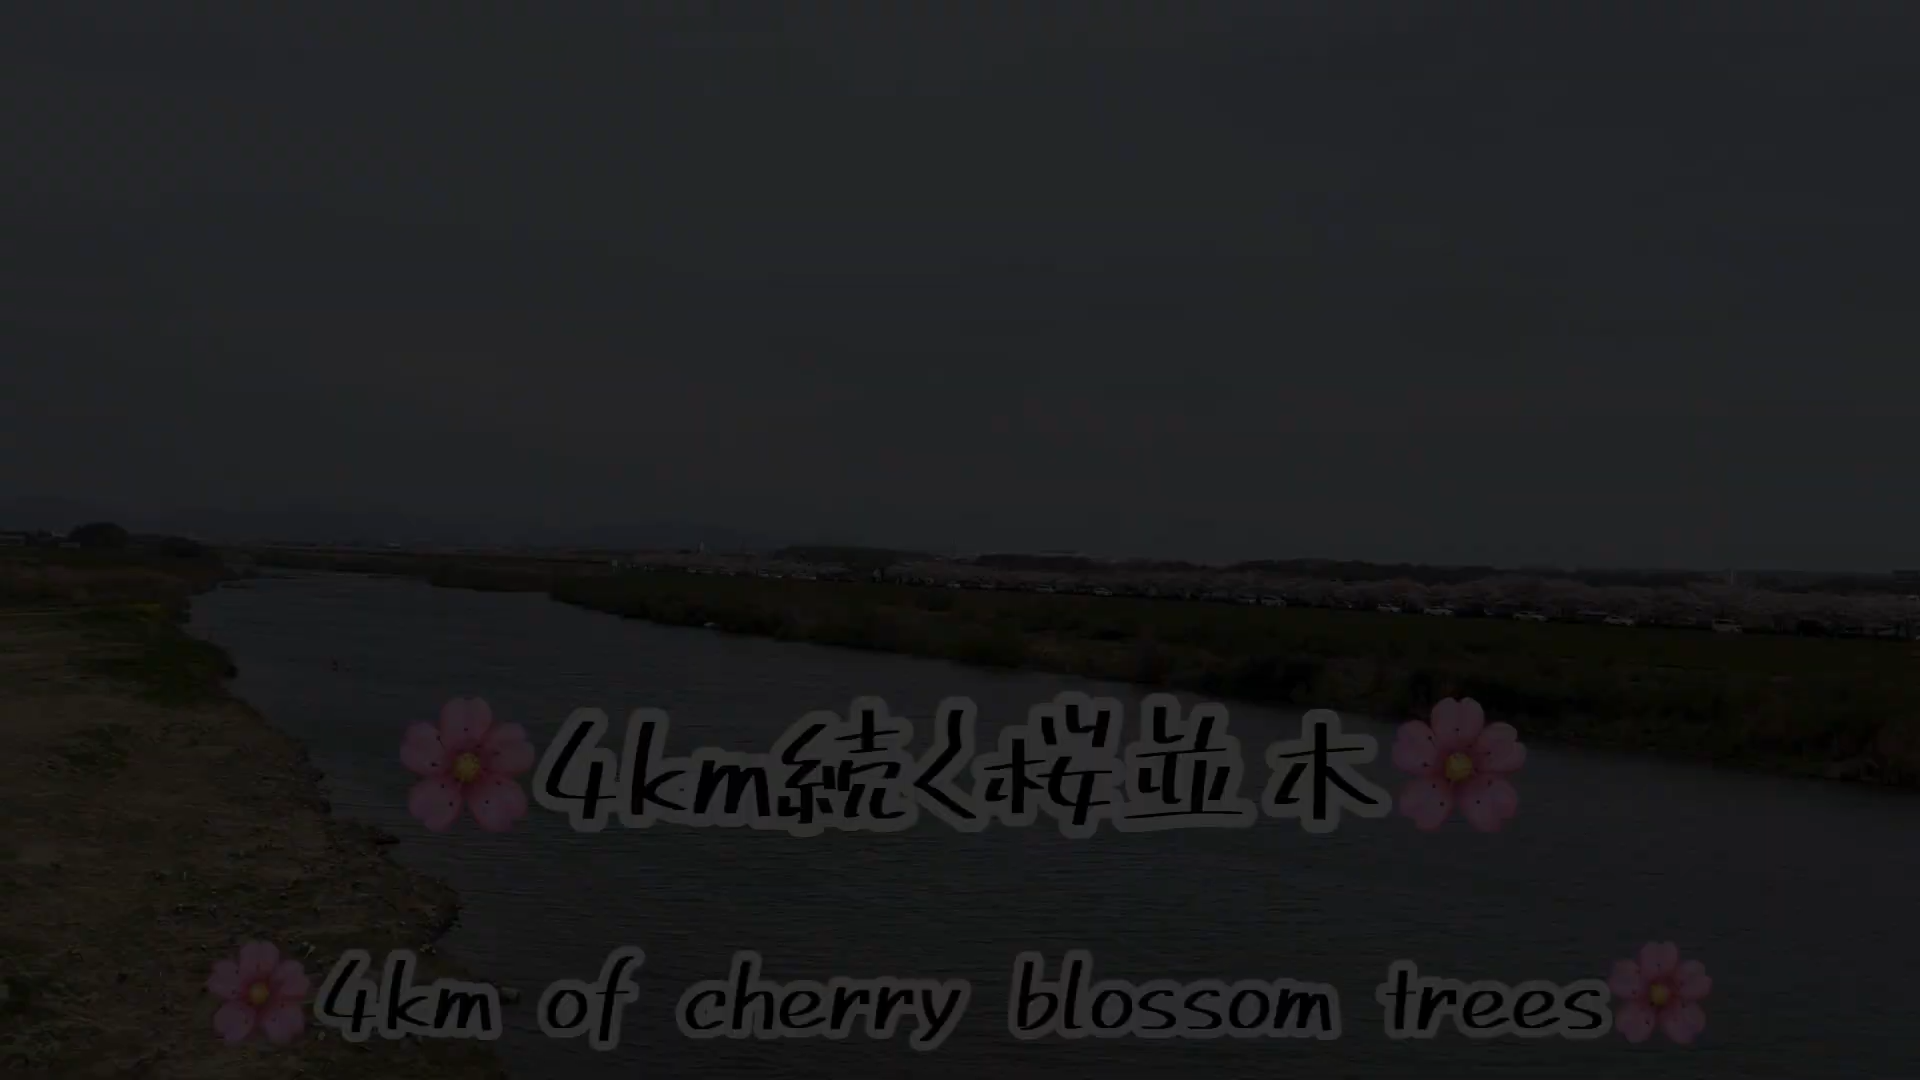 🌸4km続く桜並木🌸
🌸4km of cherry blossom trees🌸